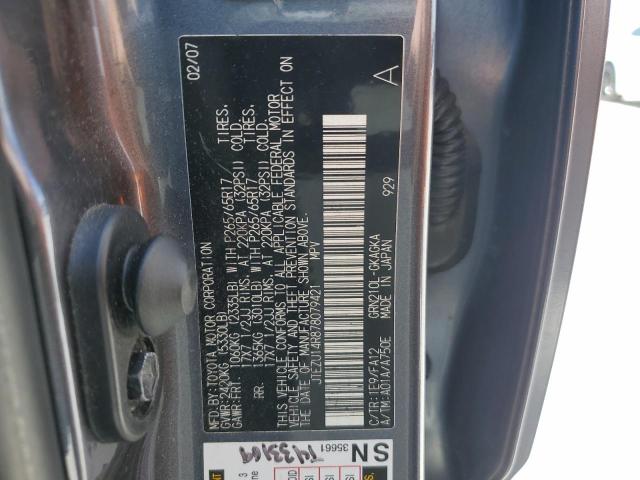 MFD.BY:TOYOTA MOTOR CORPORATION 02/07
GVWR:2420KG(5330LB)
GAWR:FR. 1060KG (2335LB) WITH P265/65R17 TIRES,
17X7 1/2JJ RIMS, AT 220KPA (32PSI) COLD.
RR. 1365KG (3010LB) WITH P265/65R17 TIRES,
17X7 1/2JJ RIMS, AT 220KPA (32PSI) COLD.
THIS VEHICLE CONFORMS TO ALL APPLICABLE FEDERAL MOTOR
VEHICLE SAFETY AND THEFT PREVENTION STANDARDS IN EFFECT ON
THE DATE OF MANUFACTURE SHOWN ABOVE.
JTEZU14R878079421 MPV
A
C/TR:1E9/FA12 GRN210L-GKAGKA 929
A/TM:A01A/A750E MADE IN JAPAN
SN
35661